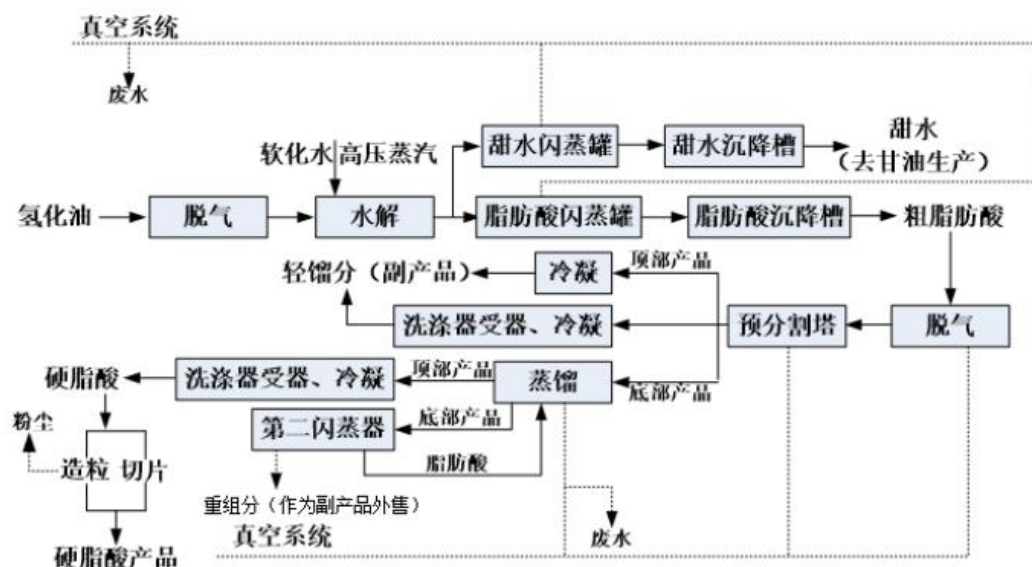 真空系统
废水
软化水 高压蒸汽
甜水闪蒸罐
甜水沉降槽
甜水
（去甘油生产）
氢化油
脱气
水解
脂肪酸闪蒸罐
脂肪酸沉降槽
粗脂肪酸
轻馏分（副产品）
冷凝
顶部产品
洗涤器受器、冷凝
预分割塔
脱气
硬脂酸
洗涤器受器、冷凝
顶部产品
蒸馏
底部产品
粉尘
第二闪蒸器
底部产品
造粒 切片
脂肪酸
重组分（作为副产品外售）
真空系统
废水
硬脂酸产品